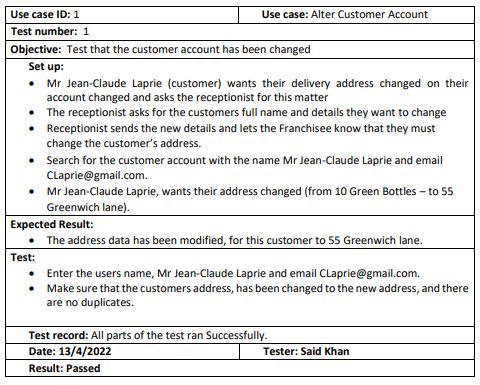 Use case ID: 1 Use case: Alter Customer Account
Test number: 1
Objective: Test that the customer account has been changed
Set up:
• Mr Jean-Claude Laprie (customer) wants their delivery address changed on their
account changed and asks the receptionist for this matter
• The receptionist asks for the customers full name and details they want to change
• Receptionist sends the new details and lets the Franchisee know that they must
change the customer's address.
• Search for the customer account with the name Mr Jean-Claude Laprie and email
CLaprie@gmail.com.
• Mr Jean-Claude Laprie, wants their address changed (from 10 Green Bottles – to 55
Greenwich lane).
Expected Result:
• The address data has been modified, for this customer to 55 Greenwich lane.
Test:
• Enter the users name, Mr Jean-Claude Laprie and email CLaprie@gmail.com.
• Make sure that the customers address, has been changed to the new address, and there
are no duplicates.
Test record: All parts of the test ran Successfully.
Date: 13/4/2022 Tester: Said Khan
Result: Passed